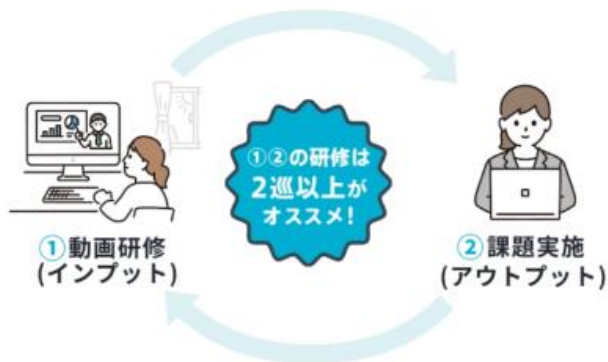 ①②の研修は
2巡以上が
オススメ!
①動画研修
(インプット)
②課題実施
(アウトプット)